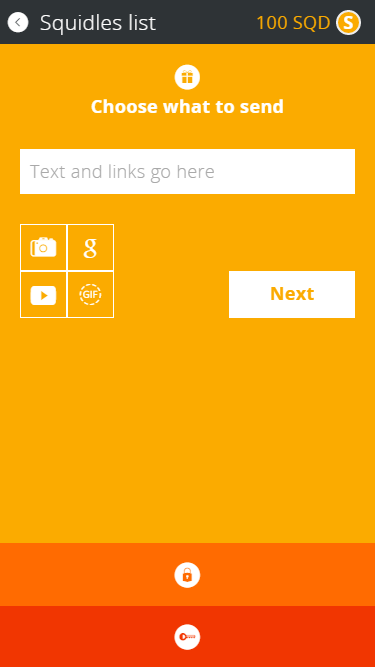 Squidles list
100 SQD S
Choose what to send
Text and links go here
g
GIF
Next